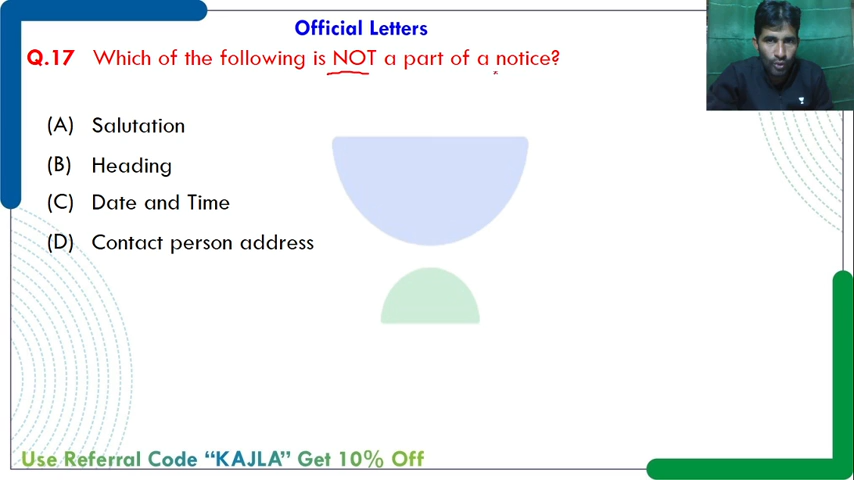 Official Letters
Q.17 Which of the following is NOT a part of a notice?
(A) Salutation
(B) Heading
(C) Date and Time
(D) Contact person address
Use Referral Code “KAJLA” Get 10% Off